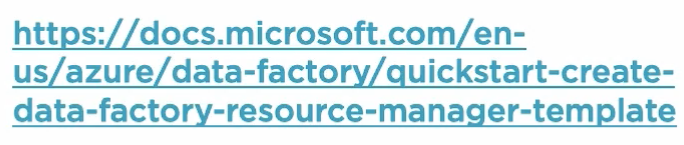 https://docs.microsoft.com/en-
us/azure/data-factory/quickstart-create-
data-factory-resource-manager-template